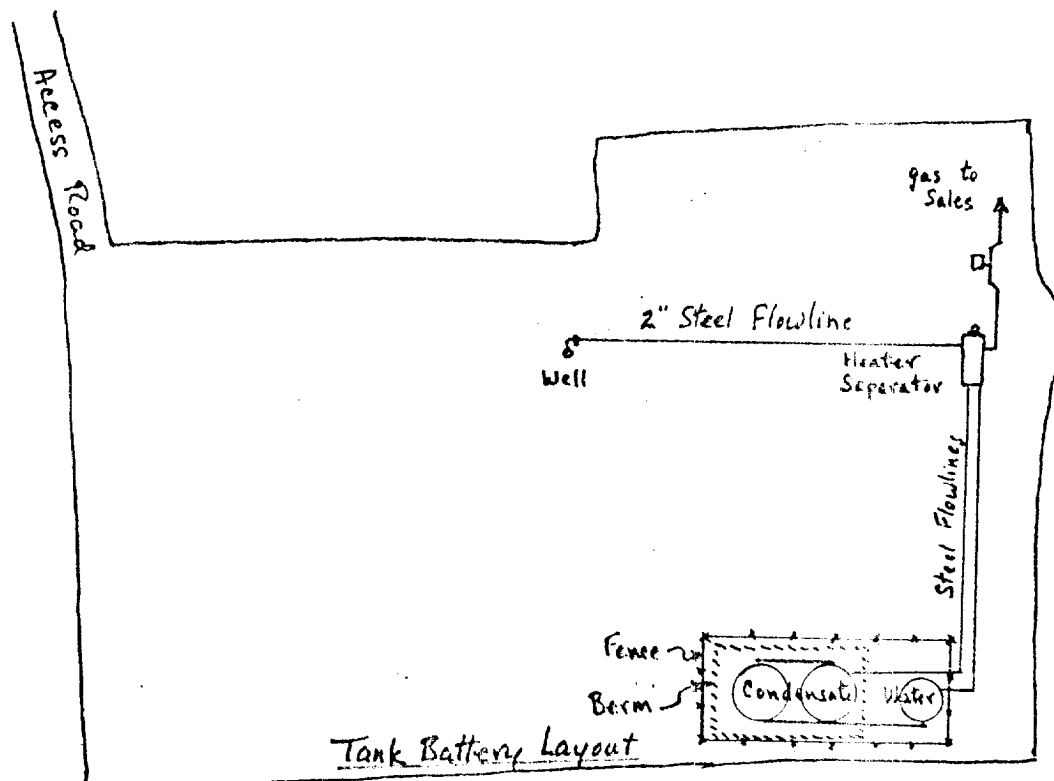 Access Road
gas to
Sales
2" Steel Flowline
Well
Heater
Separator
Steel Flowlines
Fence
Berm
Condensate
Water
Tank Battery Layout